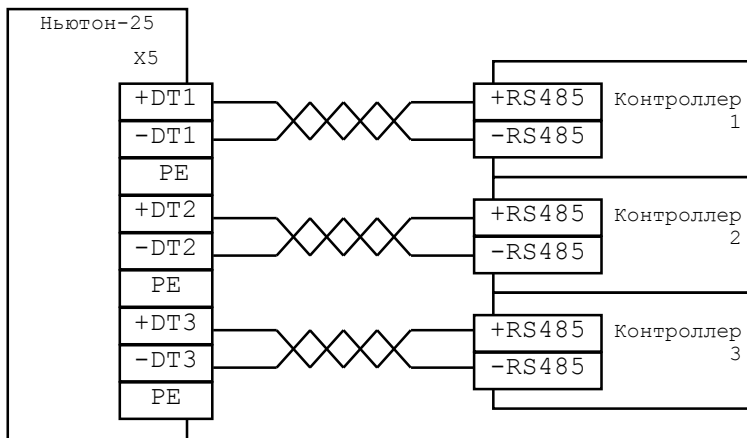 Ньютон-25
X5
+DT1
-DT1
PE
+DT2
-DT2
PE
+DT3
-DT3
PE
+RS485
-RS485
Контроллер
1
+RS485
-RS485
Контроллер
2
+RS485
-RS485
Контроллер
3